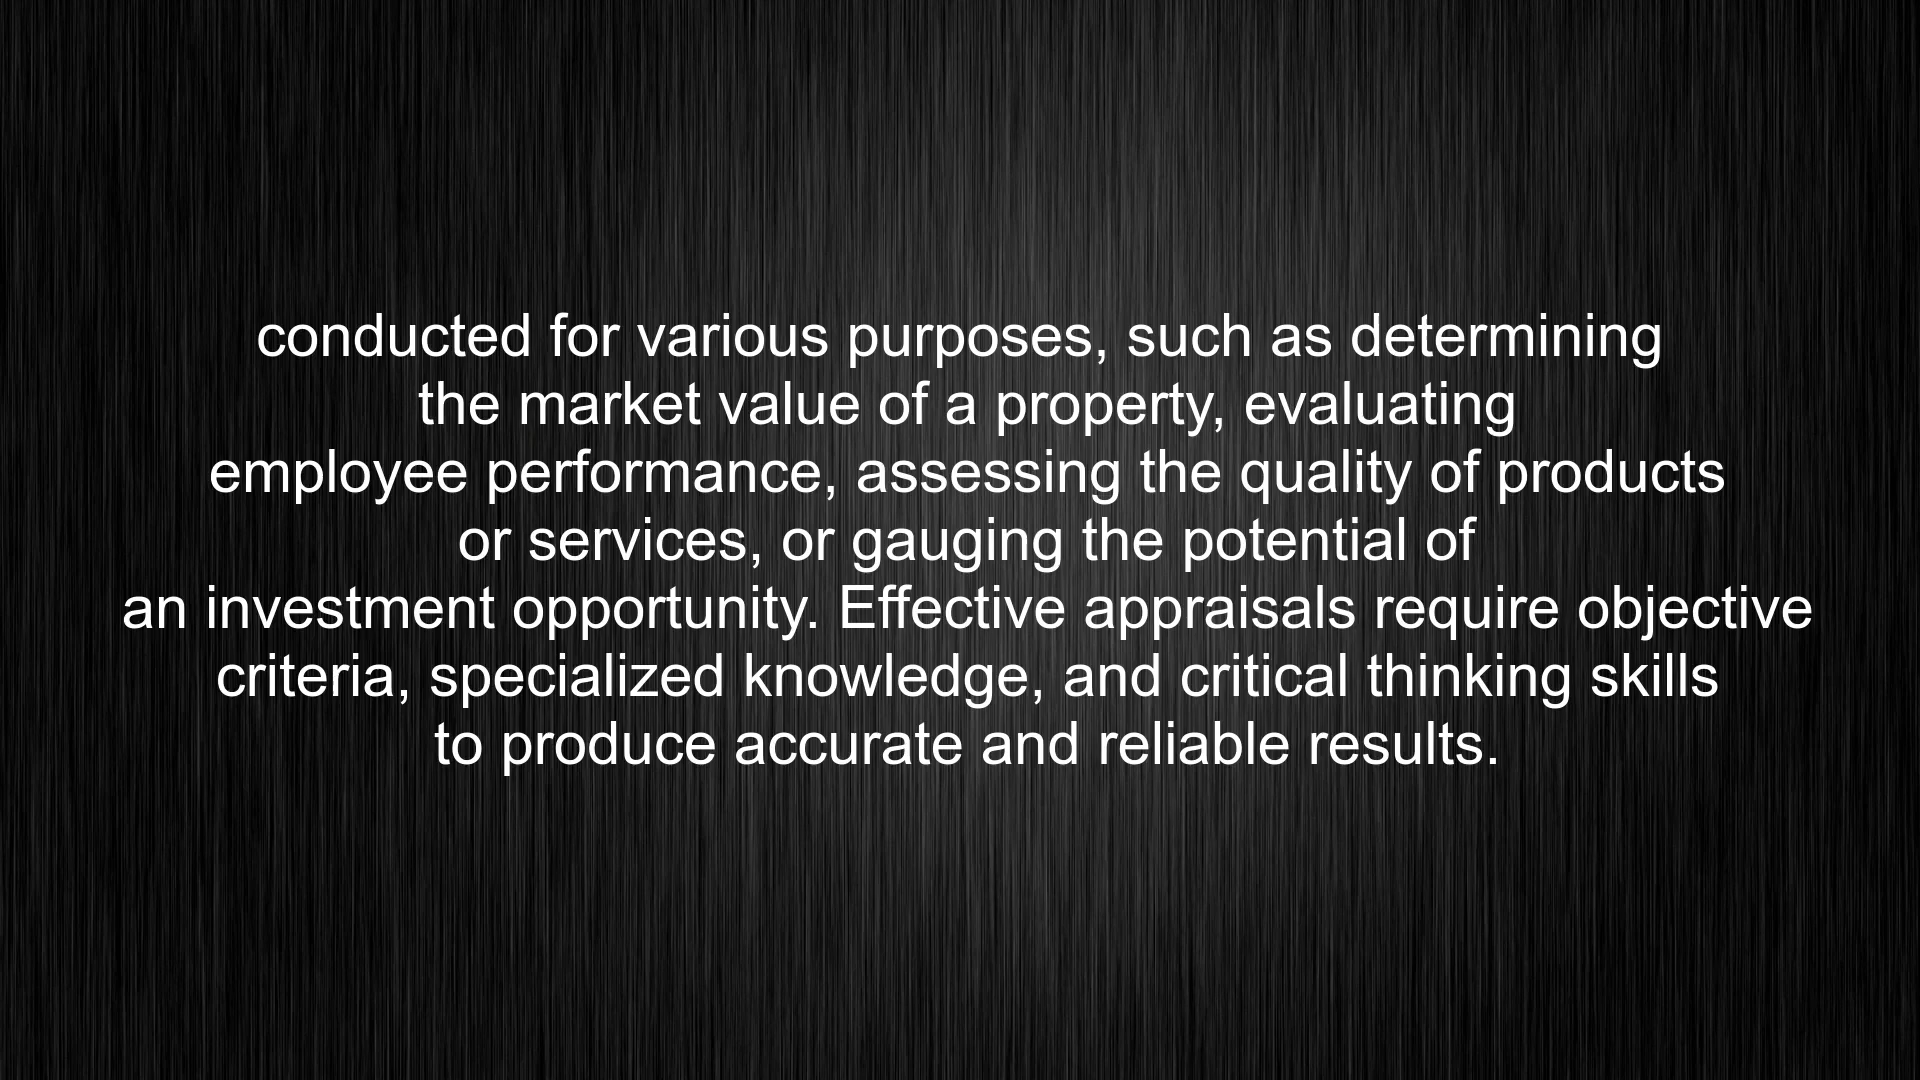 conducted for various purposes, such as determining
the market value of a property, evaluating
employee performance, assessing the quality of products
or services, or gauging the potential of
an investment opportunity. Effective appraisals require objective
criteria, specialized knowledge, and critical thinking skills
to produce accurate and reliable results.